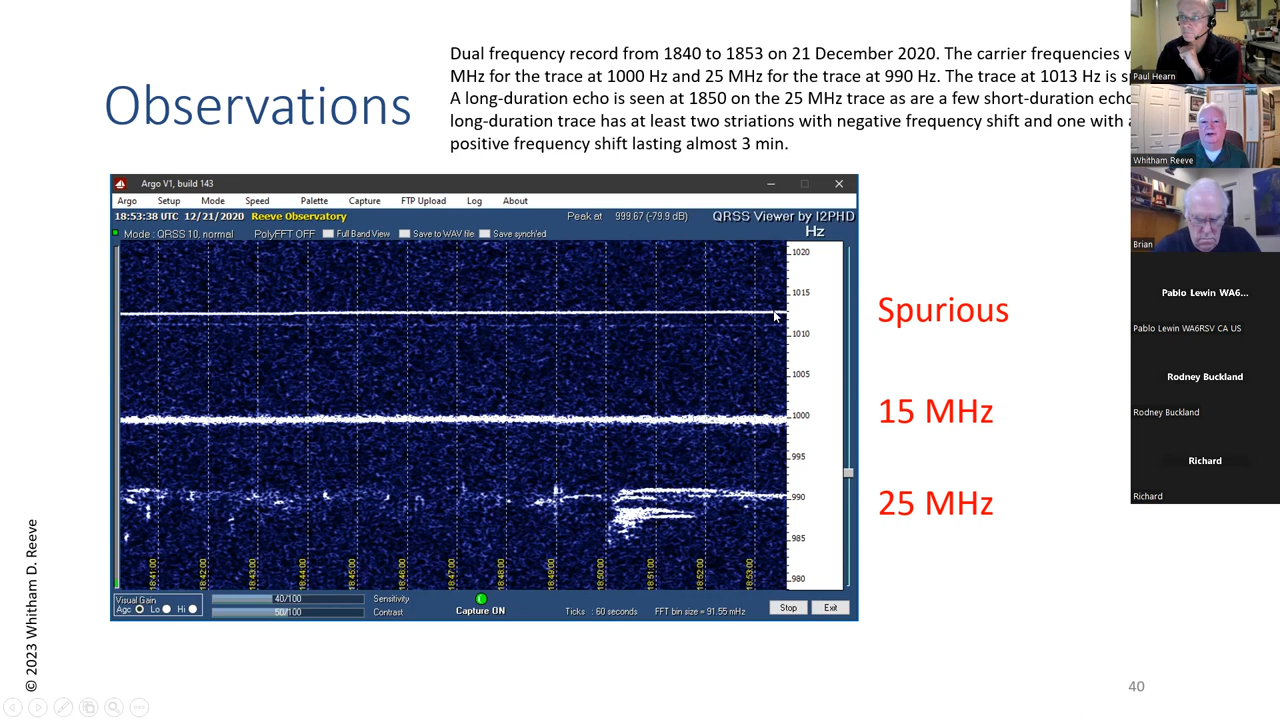 Observations
Dual frequency record from 1840 to 1853 on 21 December 2020. The carrier frequencies
MHz for the trace at 1000 Hz and 25 MHz for the trace at 990 Hz. The trace at 1013 Hz is
A long-duration echo is seen at 1850 on the 25 MHz trace as are a few short-duration
long-duration trace has at least two striations with negative frequency shift and one with
positive frequency shift lasting almost 3 min.
Argo V1, build 143
Argo Setup Mode Speed Palette Capture FTP Upload Log About
18:53:38 UTC 12/21/2020 Reeve Observatory Peak at 999.67 (-79.9 dB) QRSS Viewer by I2PHD
Mode : QRSS 10, normal PolyFFT OFF Full Band View Save to WAV file Save synch'ed Hz
1020
1015
1010
1005
1000
995
990
985
980
18:41:00 18:42:00 18:43:00 18:44:00 18:45:00 18:46:00 18:47:00 18:48:00 18:49:00 18:50:00 18:51:00 18:52:00 18:53:00
Visual Gain
Agc Lo Hi
40/100 Sensitivity
50/100 Contrast
Capture ON
Ticks : 60 seconds FFT bin size = 91.55 mHz
Stop Exit
Spurious
15 MHz
25 MHz
© 2023 Whitham D. Reeve
40
Paul Hearn
Whitham Reeve
Brian
Pablo Lewin WA6...
Pablo Lewin WA6RSV CA US
Rodney Buckland
Rodney Buckland
Richard
Richard